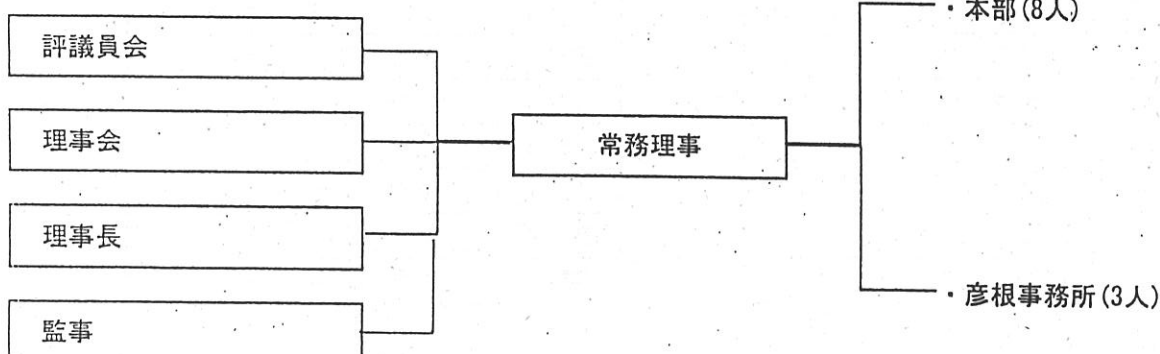 ・本部(8人)
評議員会
理事会
常務理事
理事長
・彦根事務所(3人)
監事